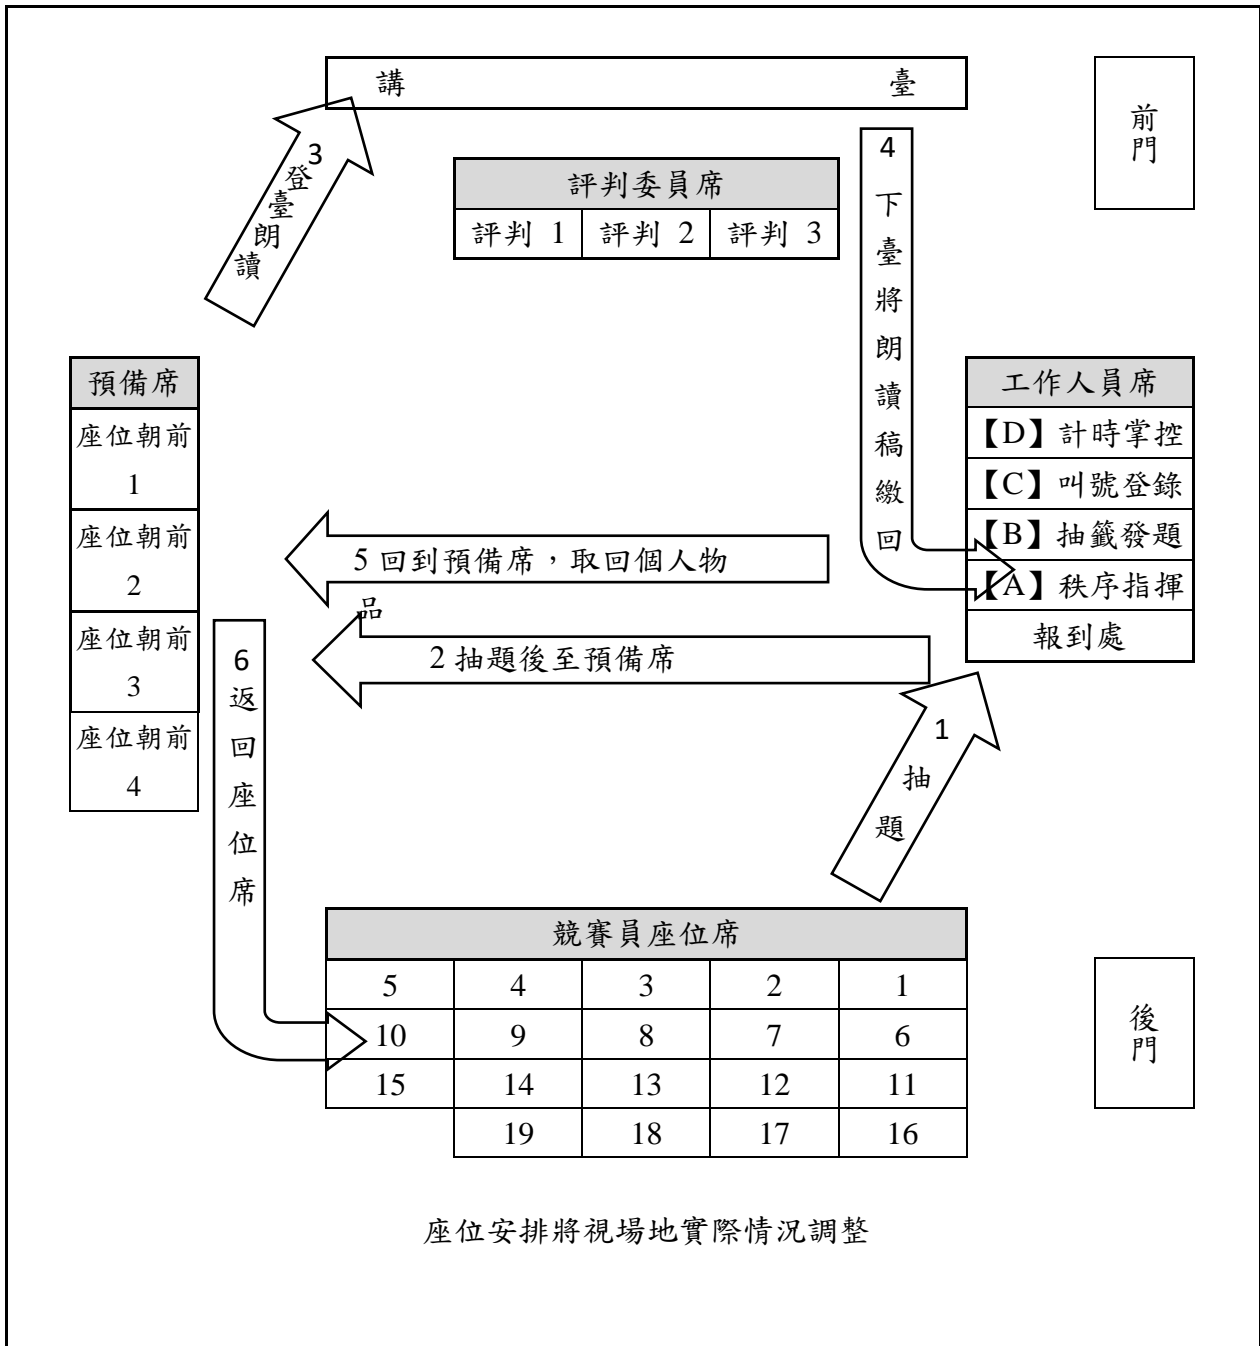 講 臺
前門
3 登臺朗讀
評判委員席
評判 1 評判 2 評判 3
4 下臺將朗讀稿繳回
預備席
座位朝前
1
座位朝前
2
座位朝前
3
座位朝前
4
工作人員席
【D】計時掌控
【C】叫號登錄
【B】抽籤發題
【A】秩序指揮
報到處
5 回到預備席，取回個人物
品
2 抽題後至預備席
6 返回座位席
1 抽題
競賽員座位席
5 4 3 2 1
10 9 8 7 6
15 14 13 12 11
19 18 17 16
後門
座位安排將視場地實際情況調整